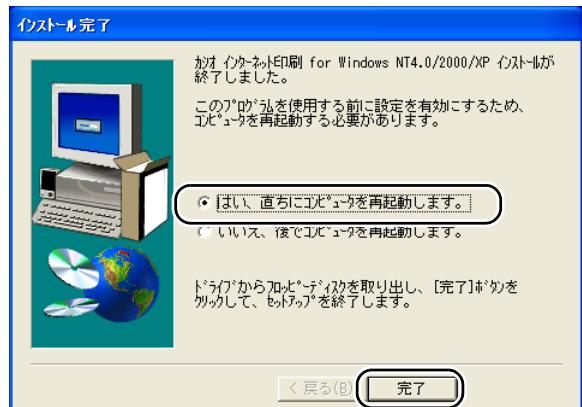 インストール完了
カシオ インターネット印刷 for Windows NT4.0/2000/XP インストールが
終了しました。
このプログラムを使用する前に設定を有効にするため、
コンピュータを再起動する必要があります。
はい、直ちにコンピュータを再起動します。
いいえ、後でコンピュータを再起動します。
ドライブからフロッピーディスクを取り出し、[完了]ボタンを
クリックして、セットアップを終了します。
< 戻る(B)
完了